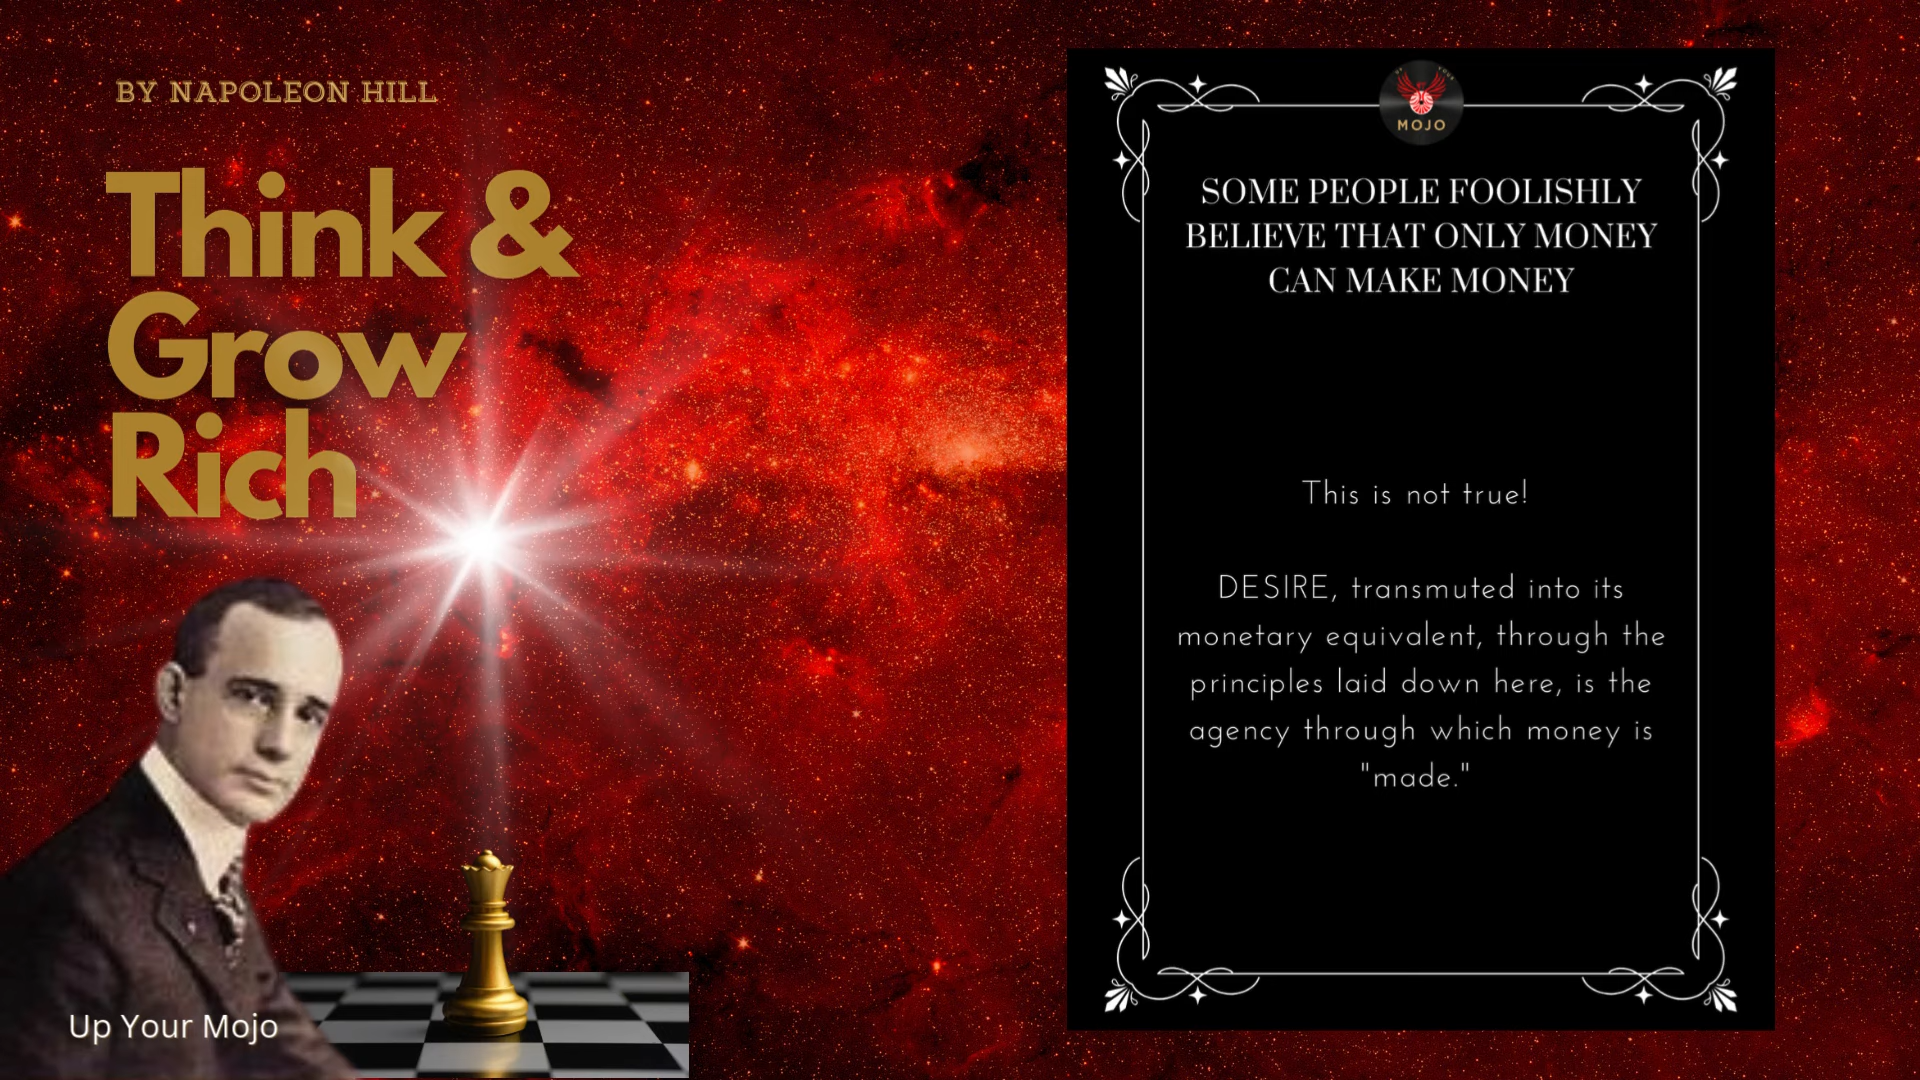 BY NAPOLEON HILL
Think &
Grow
Rich
Up Your Mojo
MOJO
SOME PEOPLE FOOLISHLY
BELIEVE THAT ONLY MONEY
CAN MAKE MONEY
This is not true!
DESIRE, transmuted into its
monetary equivalent, through the
principles laid down here, is the
agency through which money is
"made."